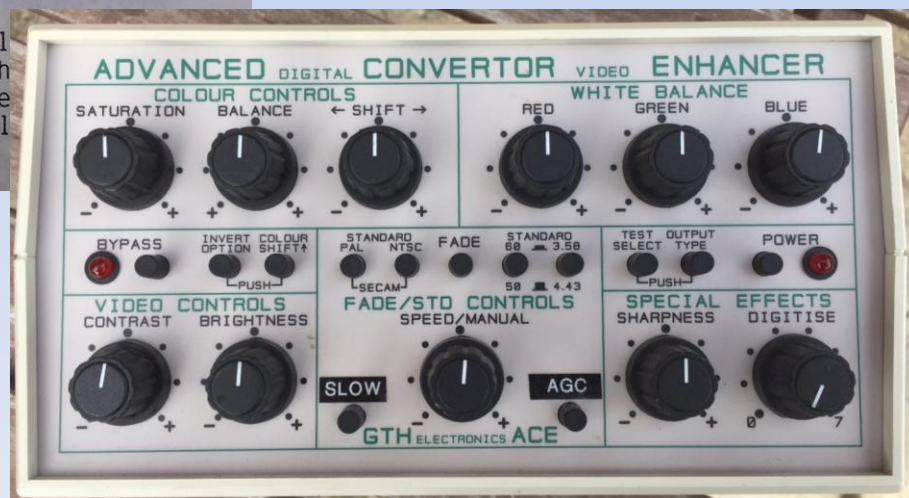 l
h
e
l
ADVANCED DIGITAL CONVERTOR VIDEO ENHANCER
COLOUR CONTROLS
WHITE BALANCE
SATURATION BALANCE ← SHIFT →
RED GREEN BLUE
- + - + - +
- + - + - +
BYPASS
INVERT OPTION
COLOUR SHIFT↑
PUSH
STANDARD
PAL NTSC
SECAM
FADE
STANDARD
60 3.58
50 4.43
TEST SELECT
OUTPUT TYPE
PUSH
POWER
VIDEO CONTROLS
CONTRAST BRIGHTNESS
- + - +
FADE/STD CONTROLS
SPEED/MANUAL
- +
SLOW
AGC
GTH ELECTRONICS ACE
SPECIAL EFFECTS
SHARPNESS DIGITISE
- + 0 7